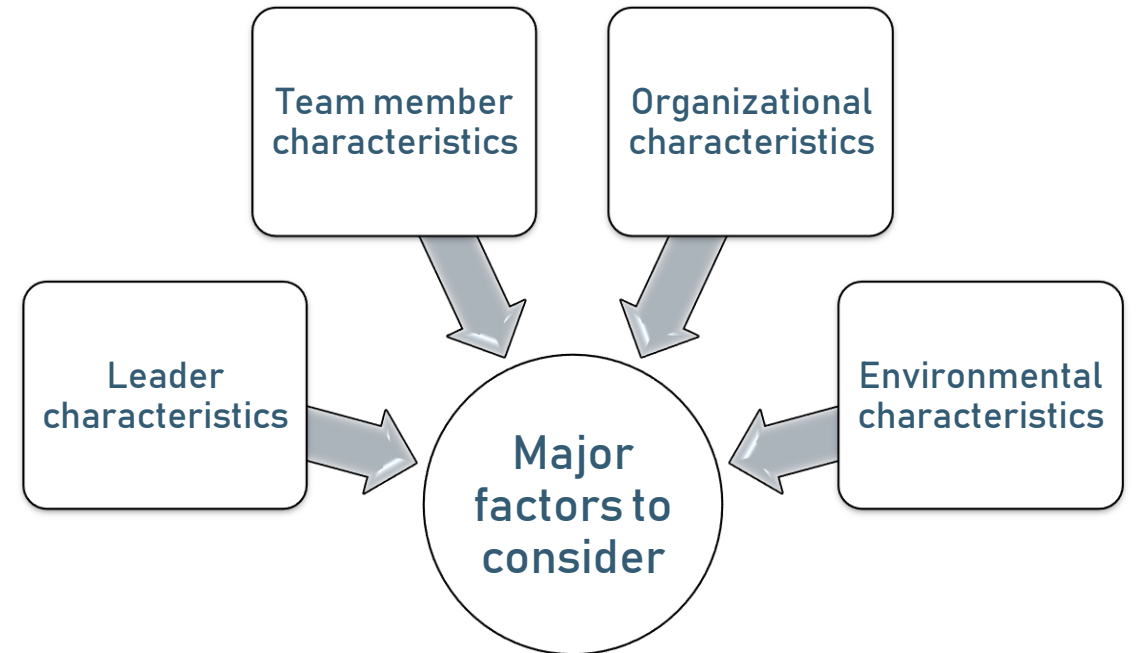 Team member
characteristics
Organizational
characteristics
Leader
characteristics
Environmental
characteristics
Major
factors to
consider